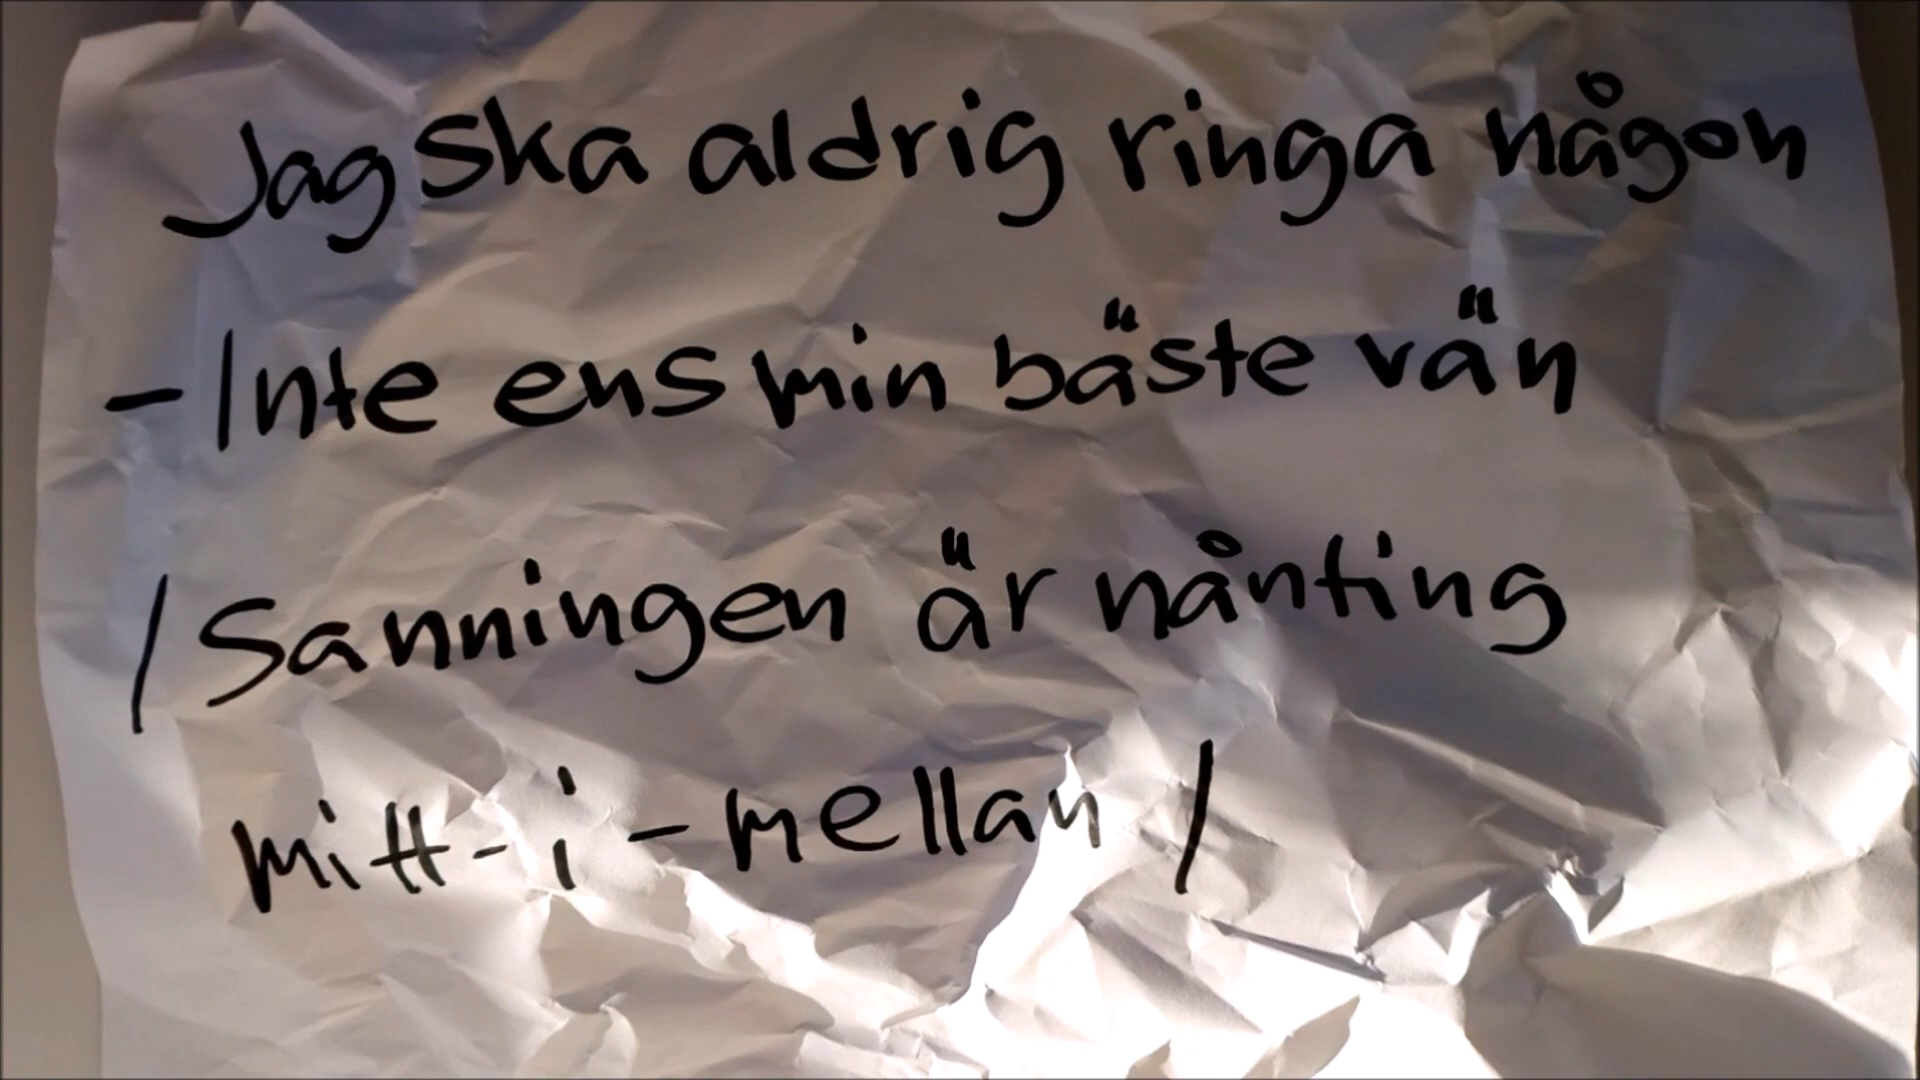 Jag ska aldrig ringa någon
- Inte ens min bäste vän
/ Sanningen är nånting
mitt-i-mellan /